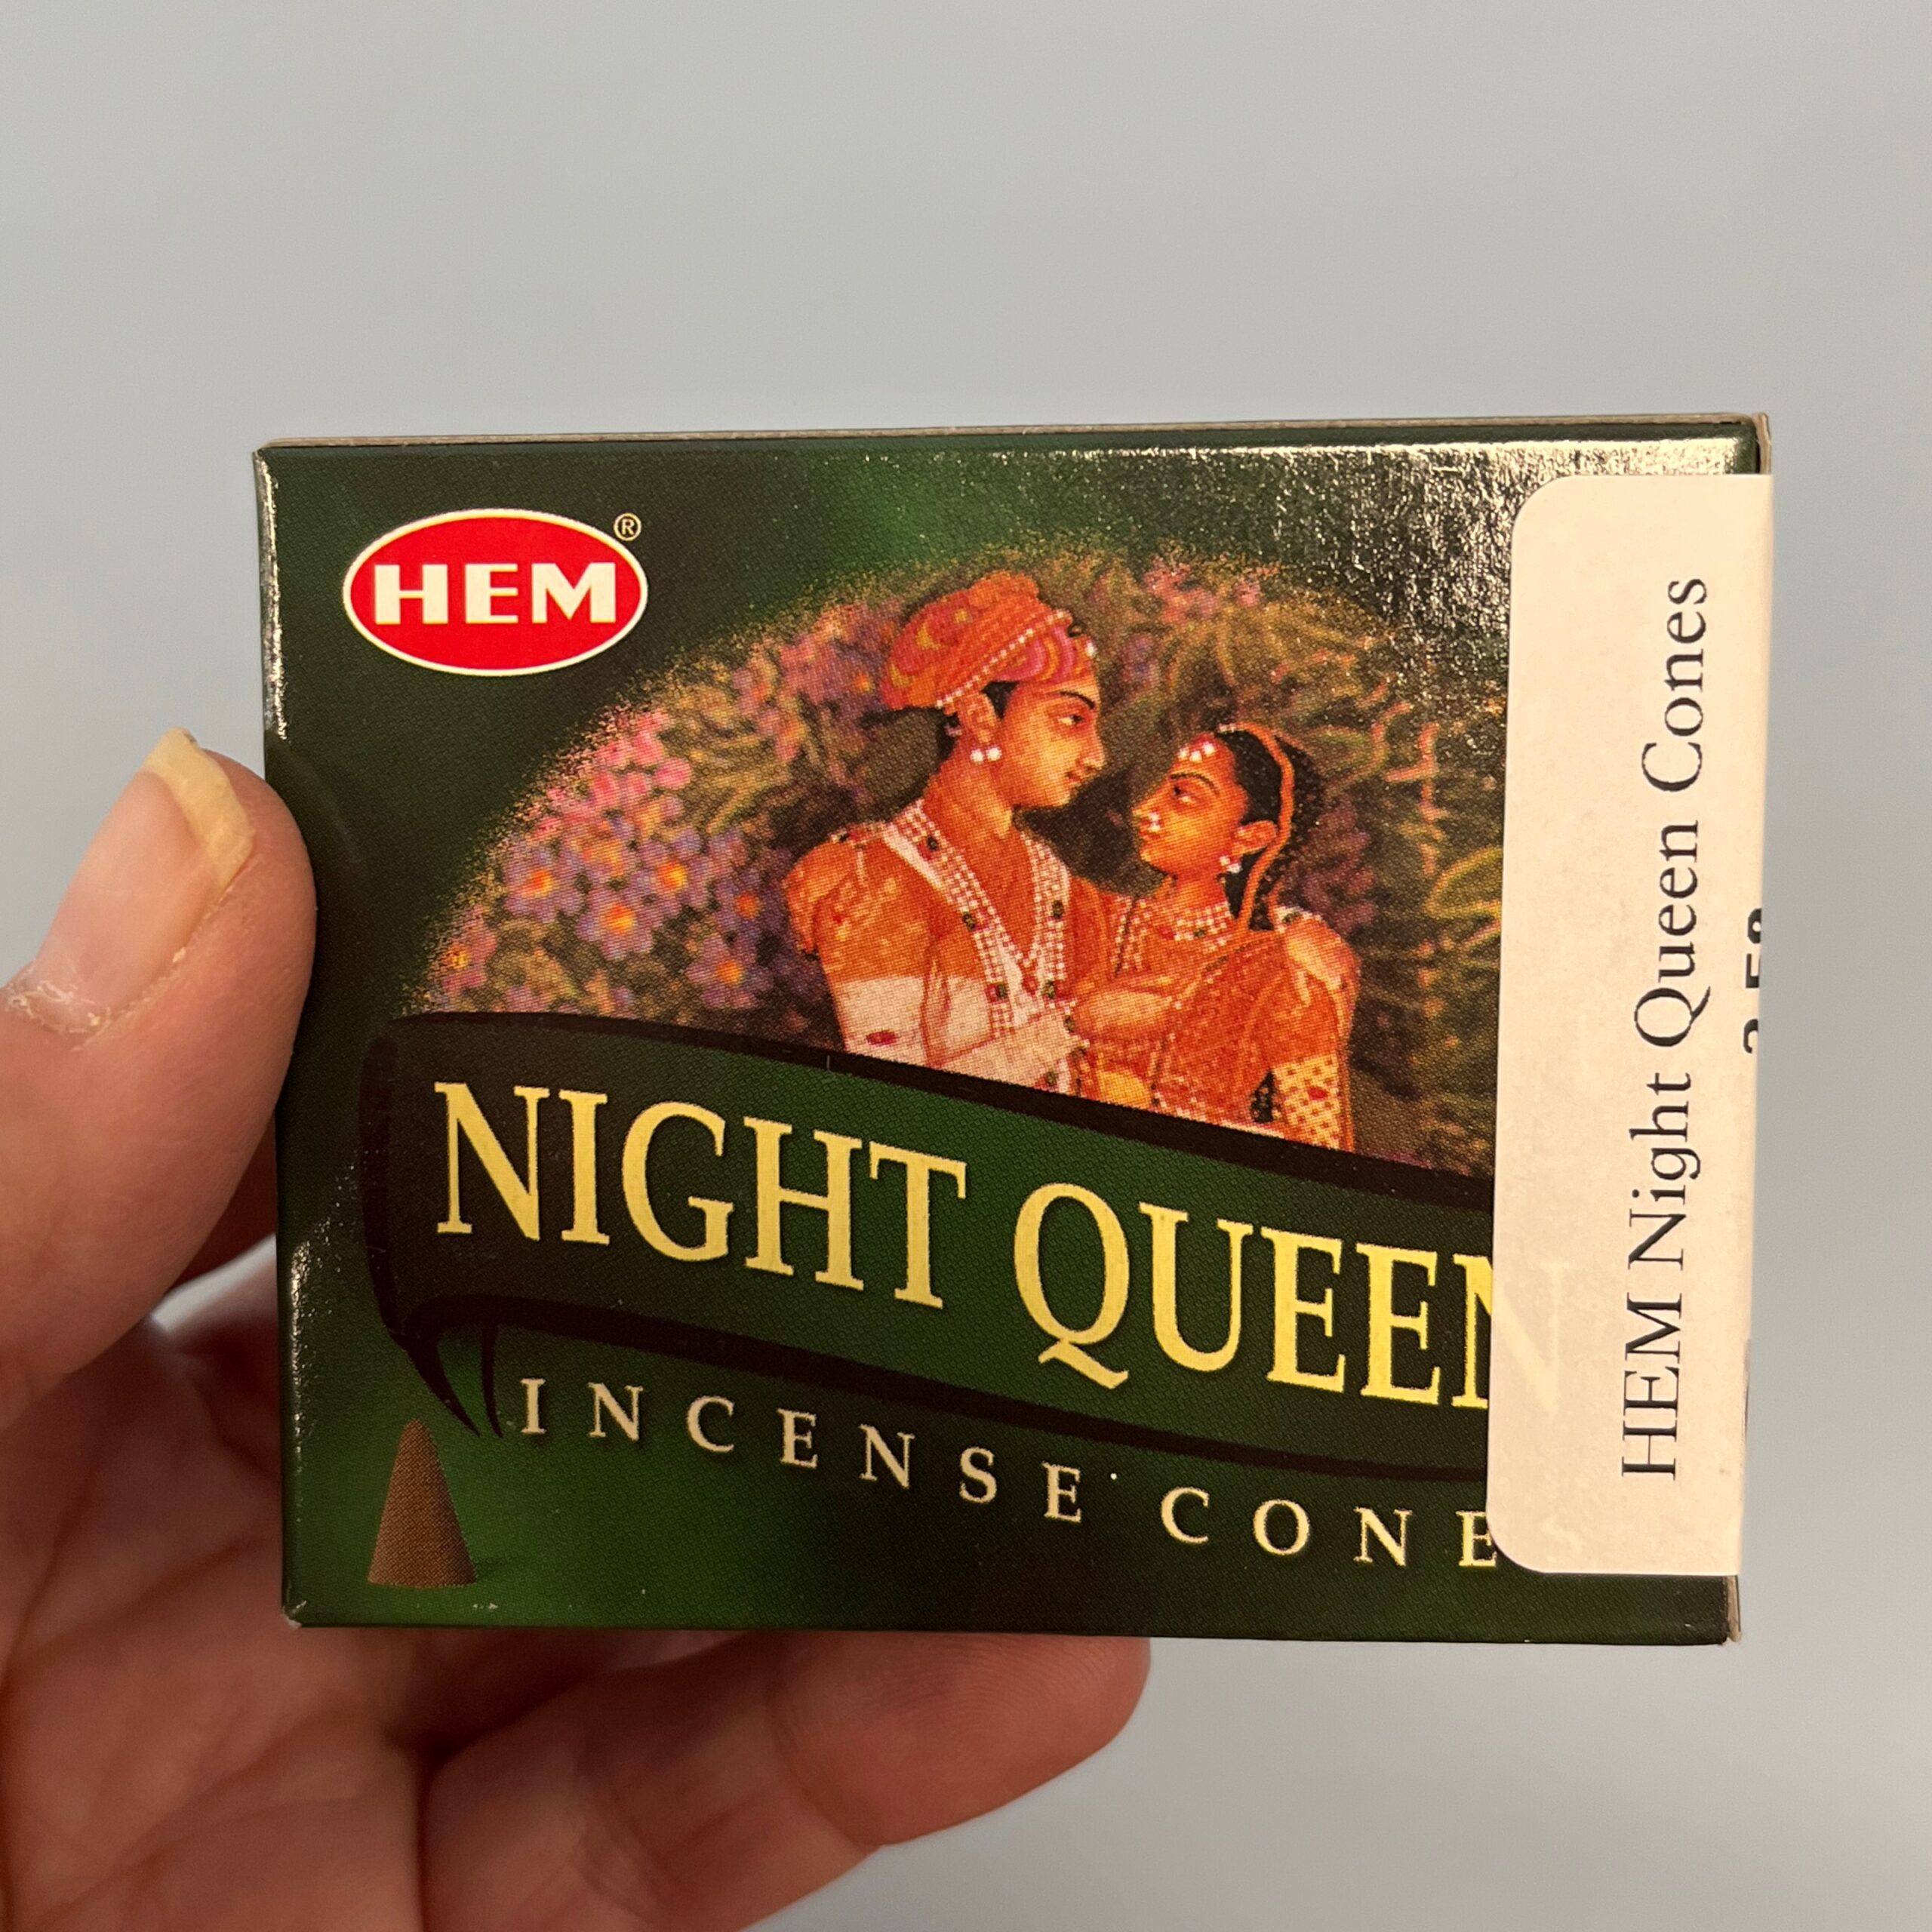 HEM®
NIGHT QUEEN
INCENSE CONE
HEM Night Queen Cones